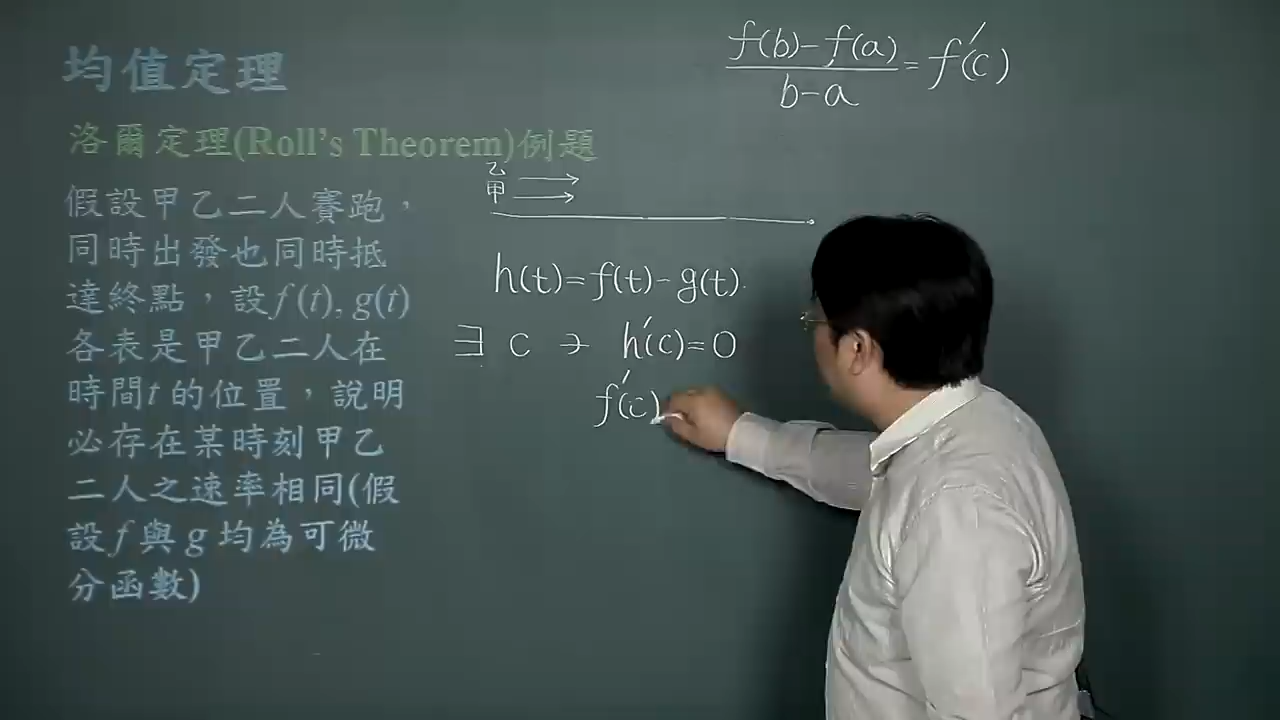 均值定理
洛爾定理(Roll's Theorem)例題
假設甲乙二人賽跑，
同時出發也同時抵
達終點，設f(t), g(t)
各表是甲乙二人在
時間t的位置，說明
必存在某時刻甲乙
二人之速率相同(假
設f與g均為可微
分函數)
f(b)-f(a)/b-a = f'(c)
乙 →
甲 →
h(t)=f(t)-g(t).
∃ c → h'(c)=0
f'(c)